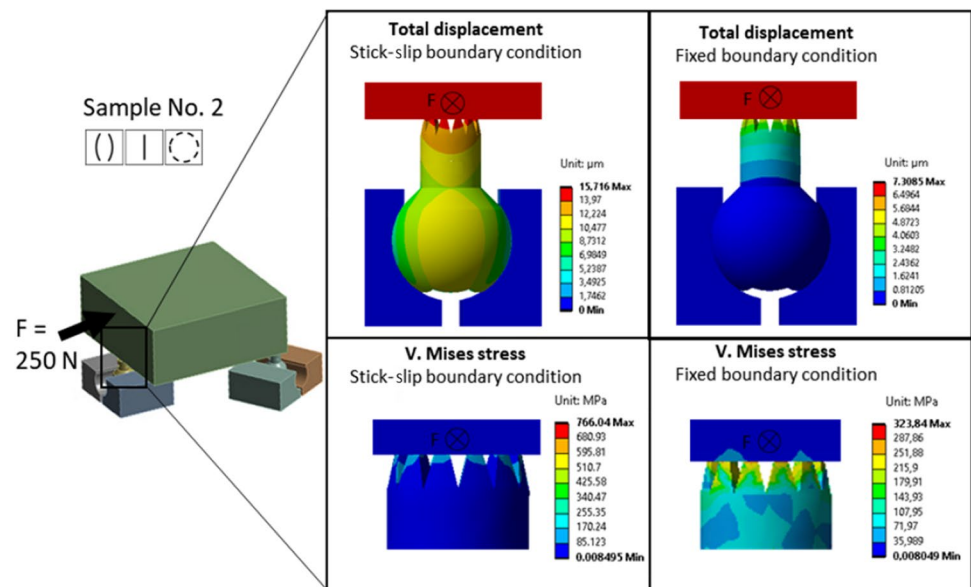 Sample No. 2
F =
250 N
Total displacement
Stick-slip boundary condition
F
Unit: µm
15,716 Max
13,97
12,224
10,477
8,7312
6,9849
5,2387
3,4925
1,7462
0 Min
Total displacement
Fixed boundary condition
F
Unit: µm
7.3085 Max
6.4964
5.6844
4.8723
4.0603
3.2482
2.4362
1.6241
0.81205
0 Min
V. Mises stress
Stick-slip boundary condition
Unit: MPa
F
766.04 Max
680.93
595.81
510.7
425.58
340.47
255.35
170.24
85.123
0.008495 Min
V. Mises stress
Fixed boundary condition
Unit: MPa
F
323,84 Max
287,86
251,88
215,9
179,91
143,93
107,95
71,97
35,989
0,008049 Min